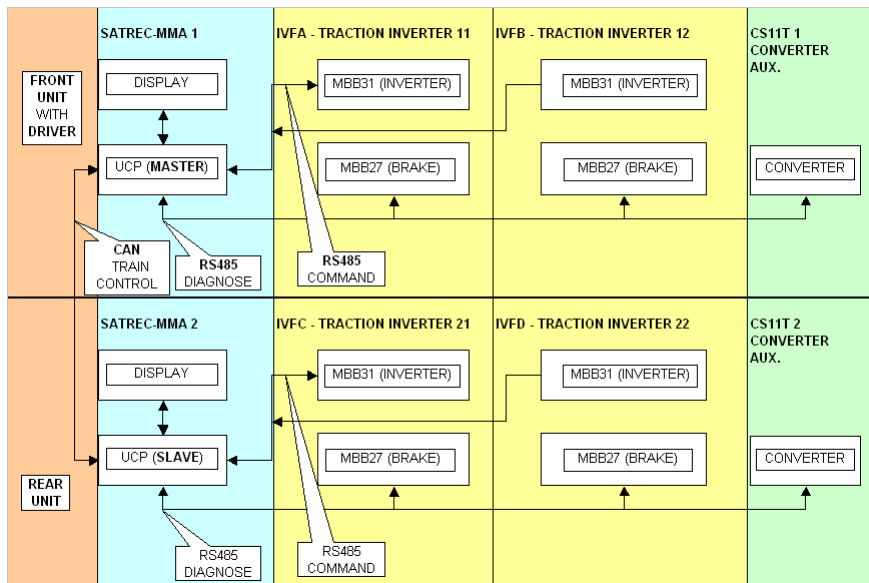 SATREC-MMA 1
IVFA - TRACTION INVERTER 11
IVFB - TRACTION INVERTER 12
CS11T 1
CONVERTER
AUX.
FRONT
UNIT
WITH
DRIVER
DISPLAY
MBB31 (INVERTER)
MBB31 (INVERTER)
UCP (MASTER)
MBB27 (BRAKE)
MBB27 (BRAKE)
CONVERTER
CAN
TRAIN
CONTROL
RS485
DIAGNOSE
RS485
COMMAND
SATREC-MMA 2
IVFC - TRACTION INVERTER 21
IVFD - TRACTION INVERTER 22
CS11T 2
CONVERTER
AUX.
DISPLAY
MBB31 (INVERTER)
MBB31 (INVERTER)
UCP (SLAVE)
MBB27 (BRAKE)
MBB27 (BRAKE)
CONVERTER
REAR
UNIT
RS485
DIAGNOSE
RS485
COMMAND